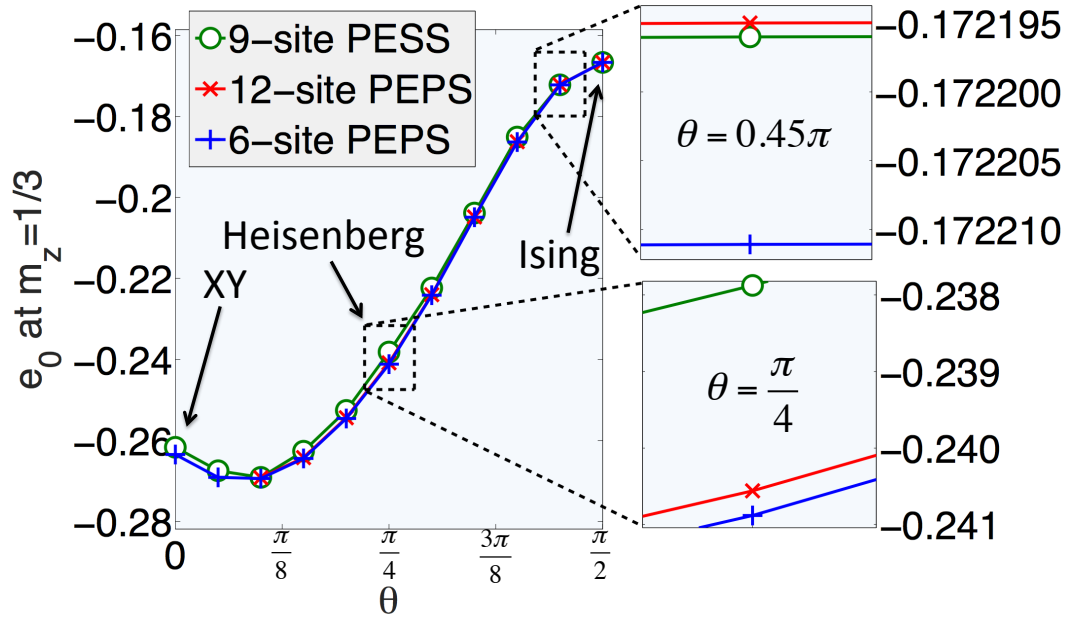 9-site PESS
12-site PEPS
6-site PEPS
e0 at mz=1/3
-0.16
-0.18
-0.2
-0.22
-0.24
-0.26
-0.28
0
π/8
π/4
3π/8
π/2
θ
XY
Heisenberg
Ising
θ = 0.45π
-0.172195
-0.172200
-0.172205
-0.172210
θ = π/4
-0.238
-0.239
-0.240
-0.241